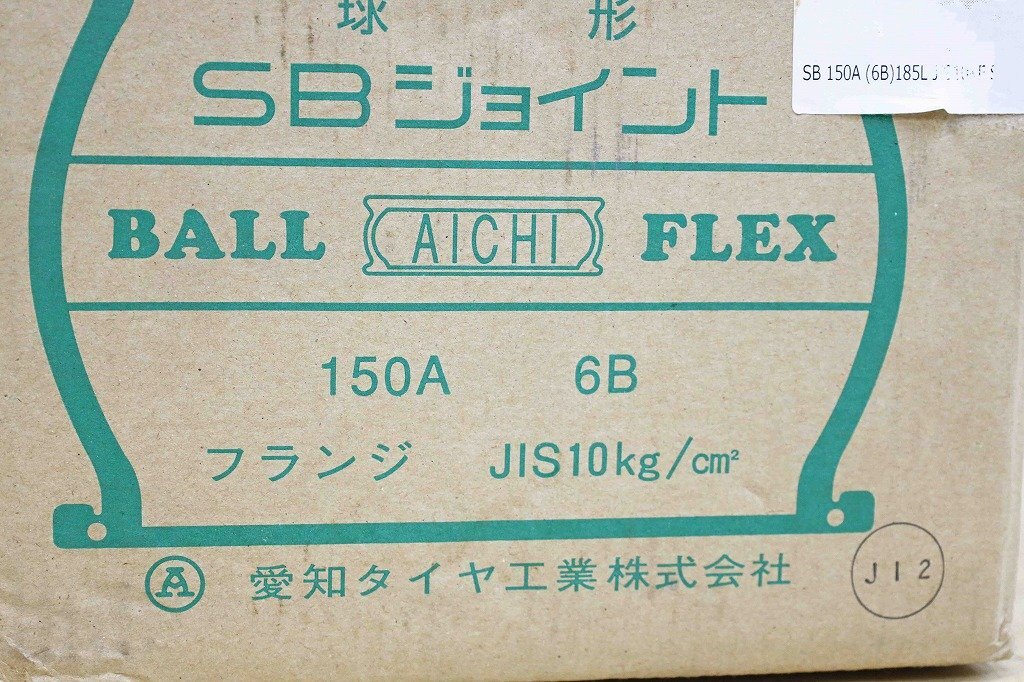 球形
SBジョイント
SB 150A (6B)185L
BALL AICHI FLEX
150A 6B
フランジ JIS10kg/cm²
愛知タイヤ工業株式会社
J12